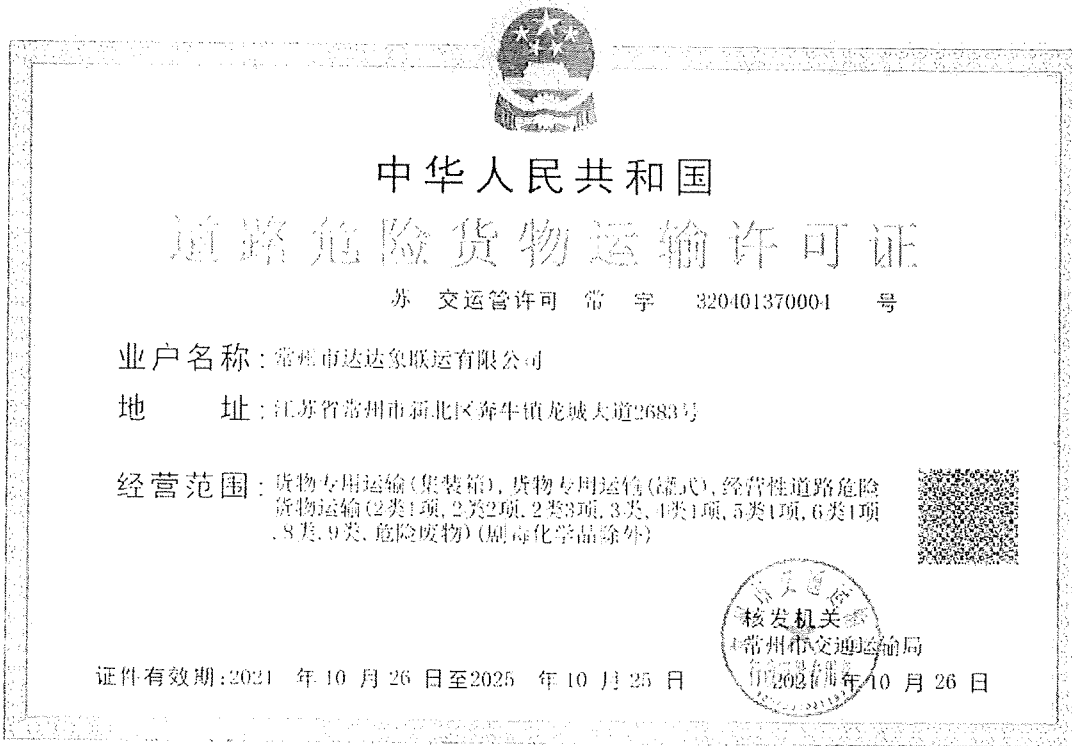 中华人民共和国
道路危险货物运输许可证
苏 交运管许可 常 字 320401370004 号
业户名称:常州市达达象联运有限公司
地 址:江苏省常州市新北区奔牛镇龙城大道2683号
经营范围:货物专用运输(集装箱),货物专用运输(罐式),经营性道路危险
货物运输(2类1项,2类2项,2类3项,3类,4类1项,5类1项,6类1项
,8类,9类,危险废物)(剧毒化学品除外)
核发机关
常州市交通运输局
证件有效期:2021 年 10 月 26 日至2025 年 10 月 25 日
2021 年 10 月 26 日